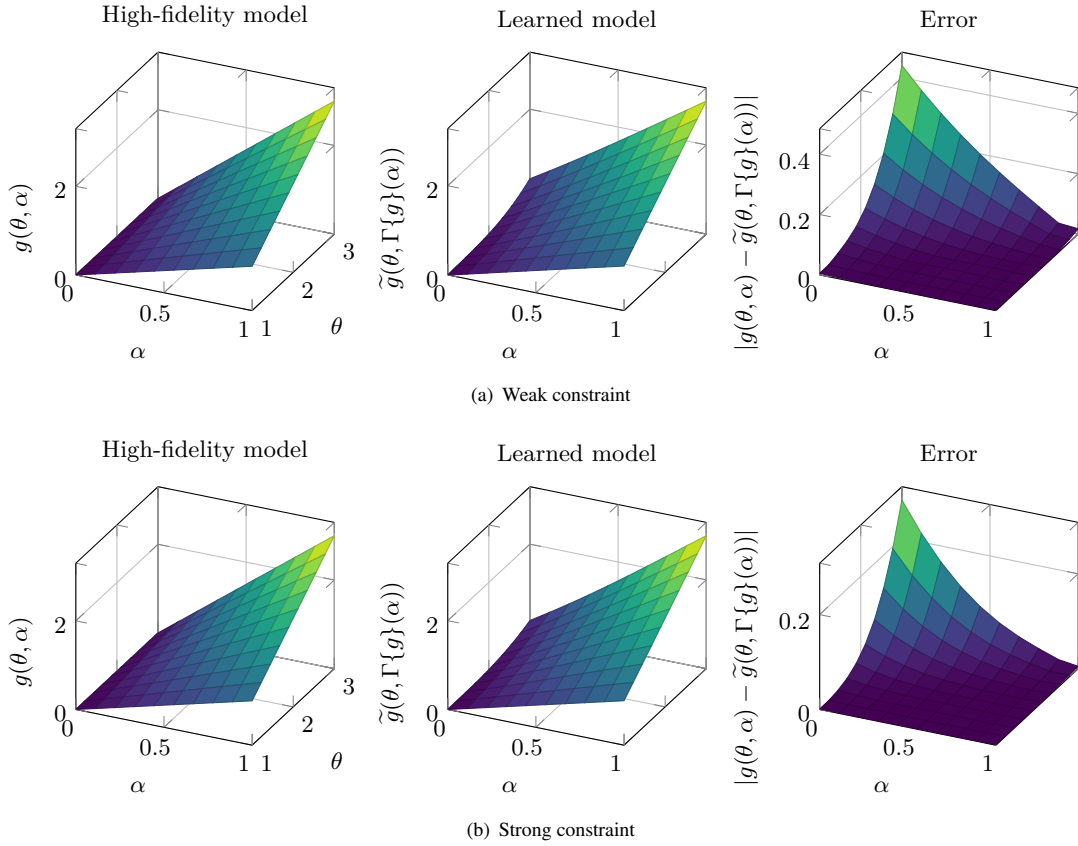 High-fidelity model
Learned model
Error
g(θ, α)
2
0
0
0.5
1
α
1
2
3
θ
g̃(θ, Γ{g}(α))
2
0
0
0.5
1
α
|g(θ, α) − g̃(θ, Γ{g}(α))|
0.4
0.2
0
0
0.5
1
α
(a) Weak constraint
High-fidelity model
Learned model
Error
g(θ, α)
2
0
0
0.5
1
α
1
2
3
θ
g̃(θ, Γ{g}(α))
2
0
0
0.5
1
α
|g(θ, α) − g̃(θ, Γ{g}(α))|
0.2
0
0
0.5
1
α
(b) Strong constraint